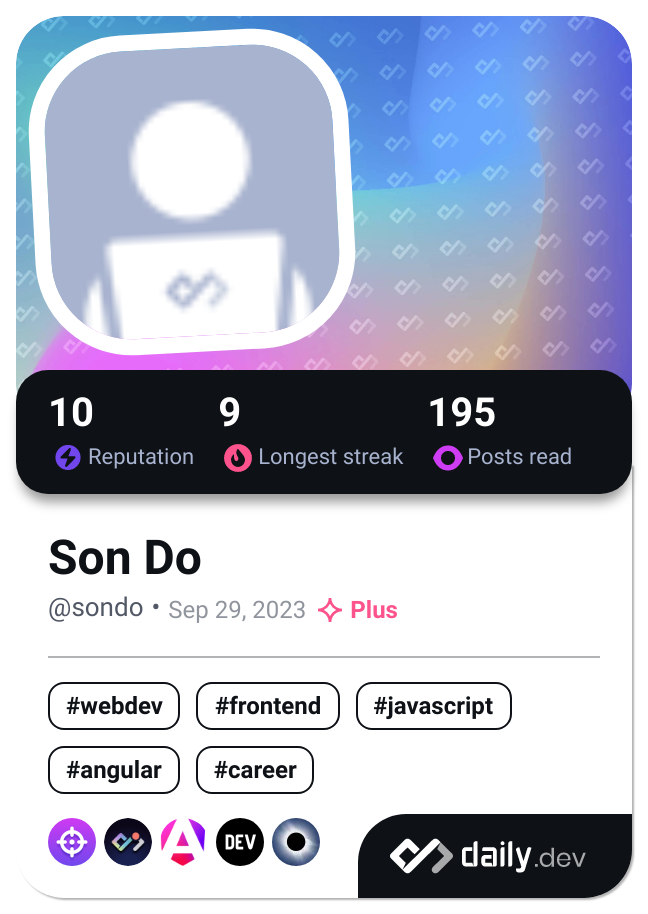 10 9 195
Reputation Longest streak Posts read
Son Do
@sondo • Sep 29, 2023 Plus
#webdev #frontend #javascript
#angular #career
DEV
daily.dev